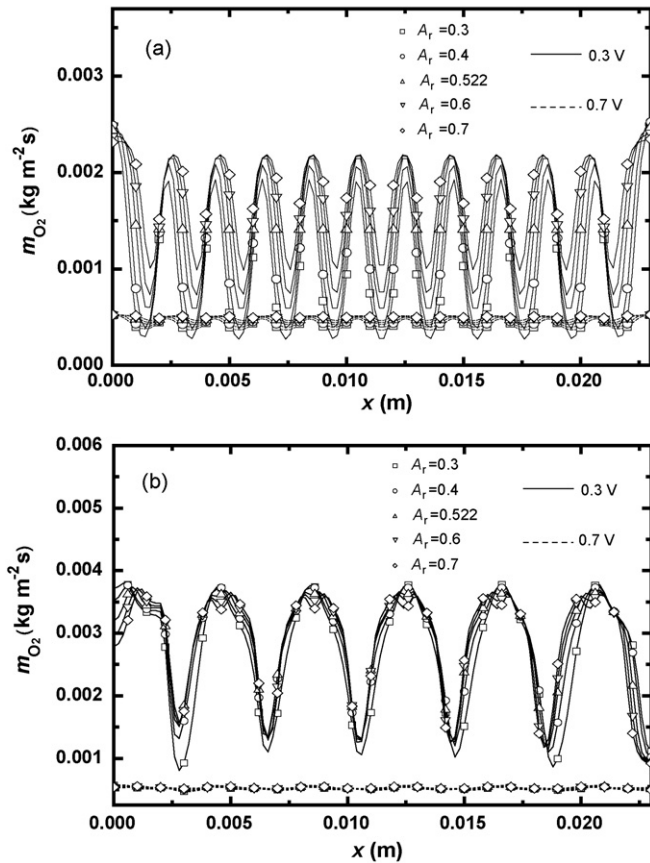 (a)
A_r =0.3
A_r =0.4
A_r =0.522
A_r =0.6
A_r =0.7
0.3 V
0.7 V
m_O₂ (kg m⁻² s)
0.003
0.002
0.001
0.000
0.000 0.005 0.010 0.015 0.020
x (m)
(b)
A_r=0.3
A_r=0.4
A_r=0.522
A_r=0.6
A_r=0.7
0.3 V
0.7 V
m_O₂ (kg m⁻² s)
0.006
0.005
0.004
0.003
0.002
0.001
0.000 0.005 0.010 0.015 0.020
x (m)